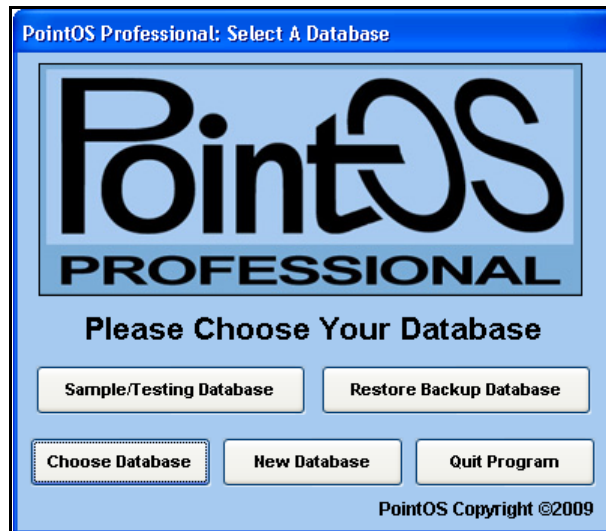 PointOS Professional: Select A Database
PointOS
PROFESSIONAL
Please Choose Your Database
Sample/Testing Database Restore Backup Database
Choose Database New Database Quit Program
PointOS Copyright ©2009